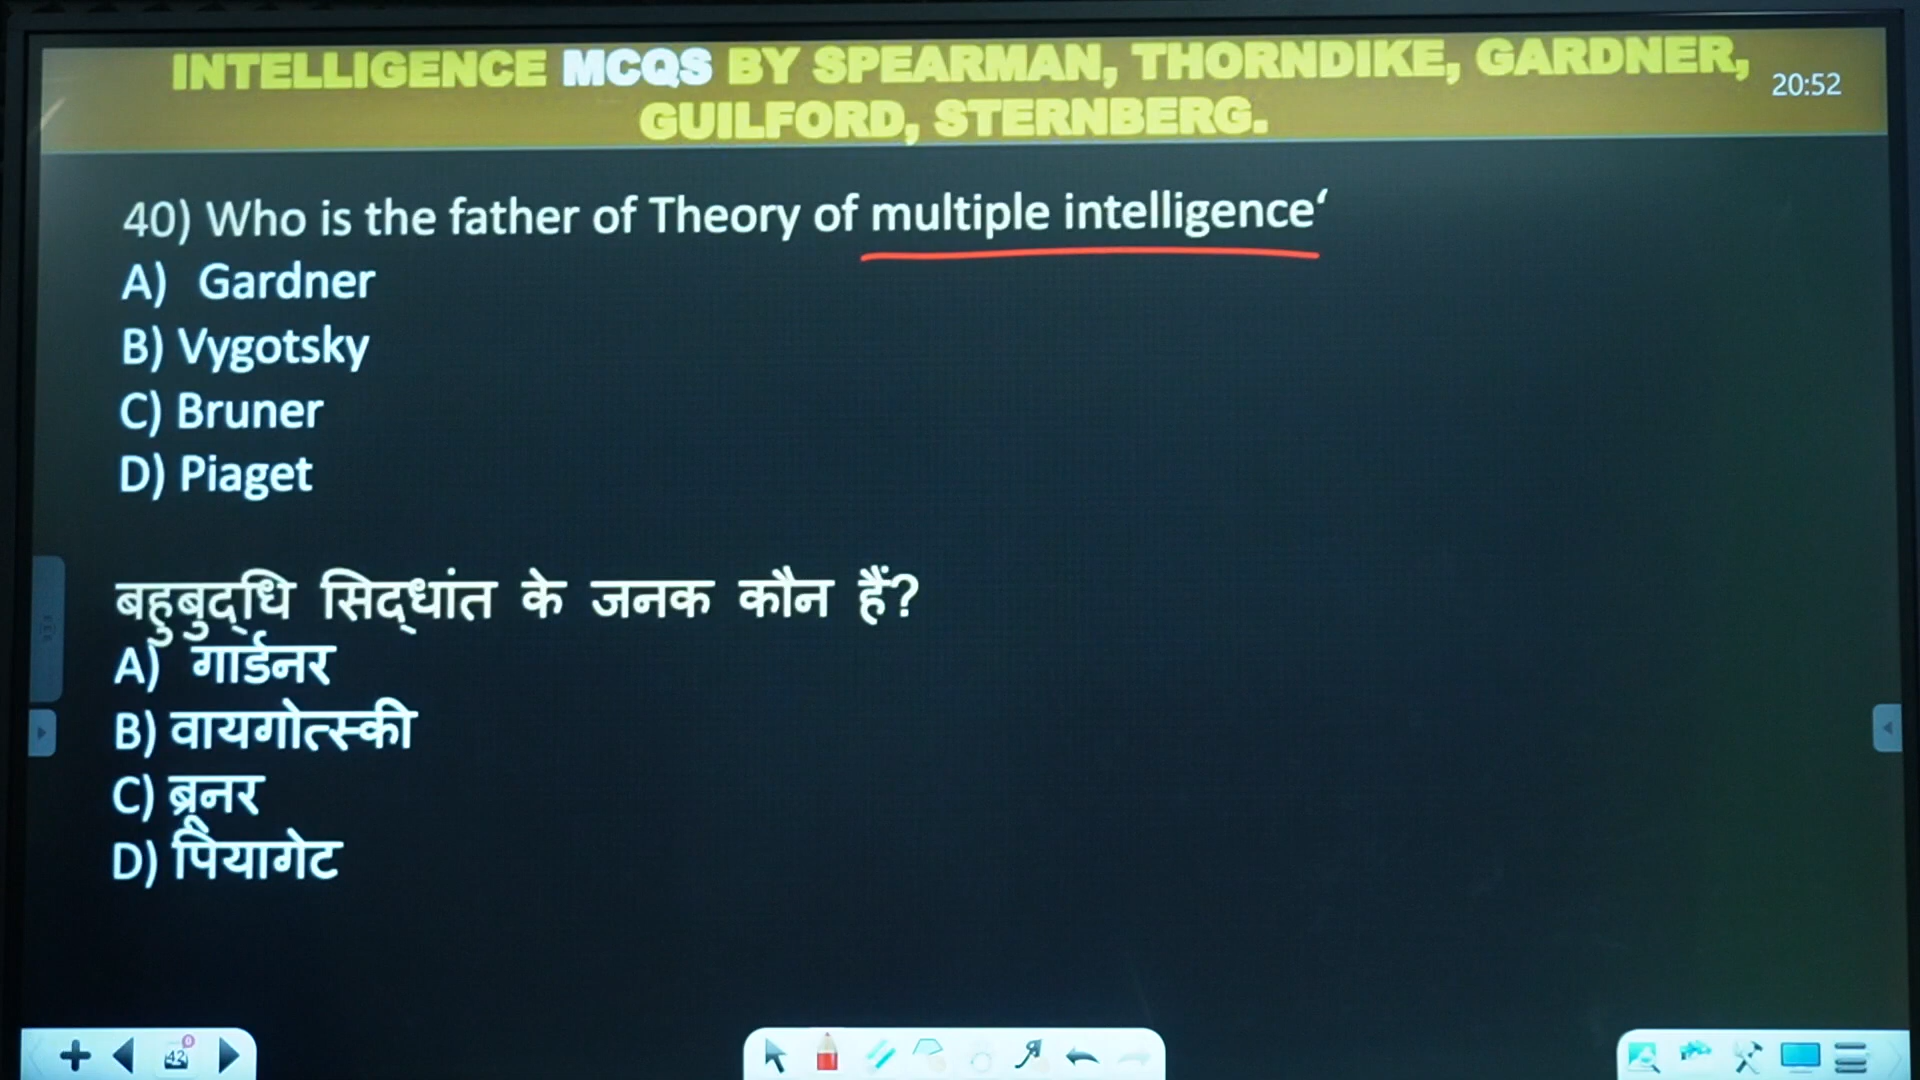 INTELLIGENCE MCQS BY SPEARMAN, THORNDIKE, GARDNER,
GUILFORD, STERNBERG.
20:52
40) Who is the father of Theory of multiple intelligence‘
A) Gardner
B) Vygotsky
C) Bruner
D) Piaget
बहुबुद्धि सिद्धांत के जनक कौन हैं?
A) गार्डनर
B) वायगोत्स्की
C) ब्रूनर
D) पियागेट
42
0